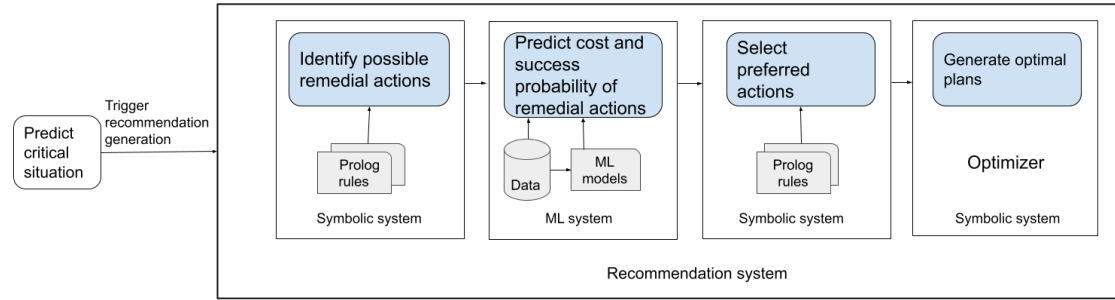 Predict
critical
situation
Trigger
recommendation
generation
Identify possible
remedial actions
Prolog
rules
Symbolic system
Predict cost and
success
probability of
remedial actions
Data
ML
models
ML system
Select
preferred
actions
Prolog
rules
Symbolic system
Generate optimal
plans
Optimizer
Symbolic system
Recommendation system